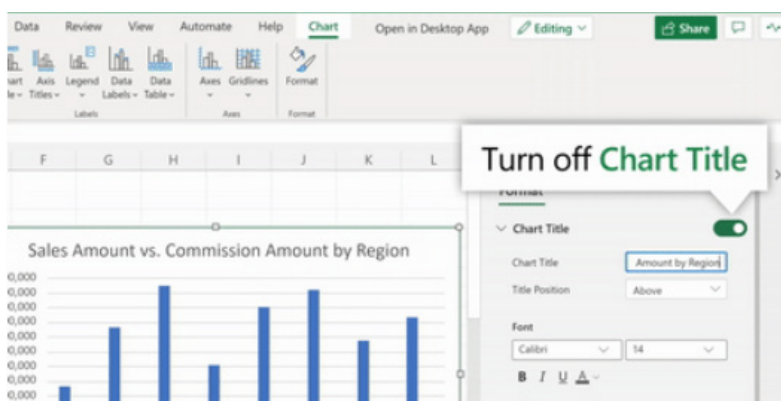 Data Review View Automate Help Chart Open in Desktop App Editing Share
Axis Legend Data Data Axes Gridlines Format
Titles Labels Table
Labels Axes Format
F G H I J K L
Turn off Chart Title
Format
Chart Title
Sales Amount vs. Commission Amount by Region
Chart Title Amount by Region
Title Position Above
Font
Calibri 14
B I U A